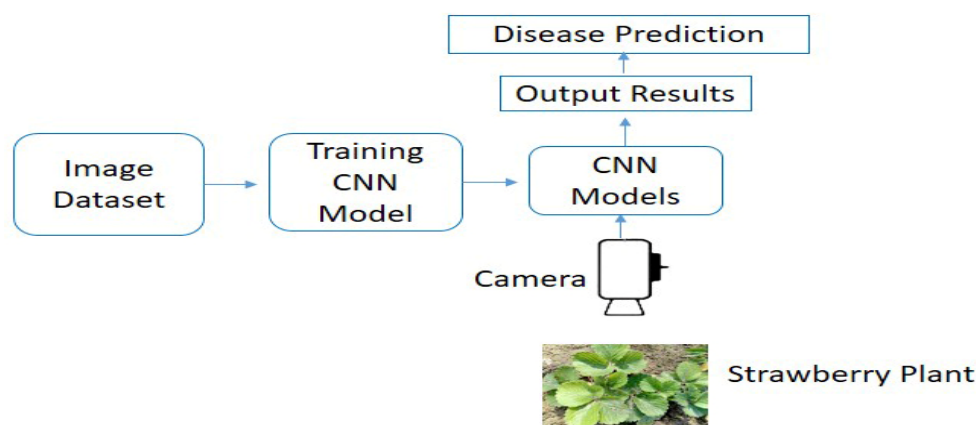 Disease Prediction
Output Results
Image
Dataset
Training
CNN
Model
CNN
Models
Camera
Strawberry Plant